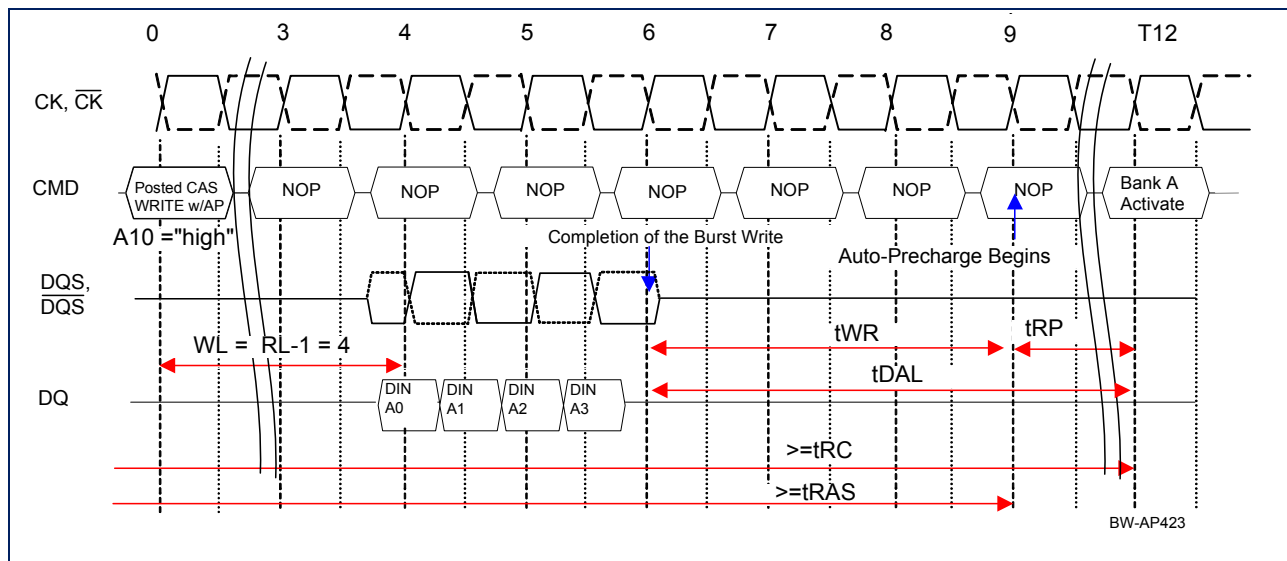 0 3 4 5 6 7 8 9 T12
CK, CK
CMD
Posted CAS
WRITE w/AP
NOP NOP NOP NOP NOP NOP NOP
Bank A
Activate
A10 ="high"
Completion of the Burst Write
Auto-Precharge Begins
DQS,
DQS
WL = RL-1 = 4
tWR
tRP
tDAL
DQ
DIN
A0
DIN
A1
DIN
A2
DIN
A3
>=tRC
>=tRAS
BW-AP423